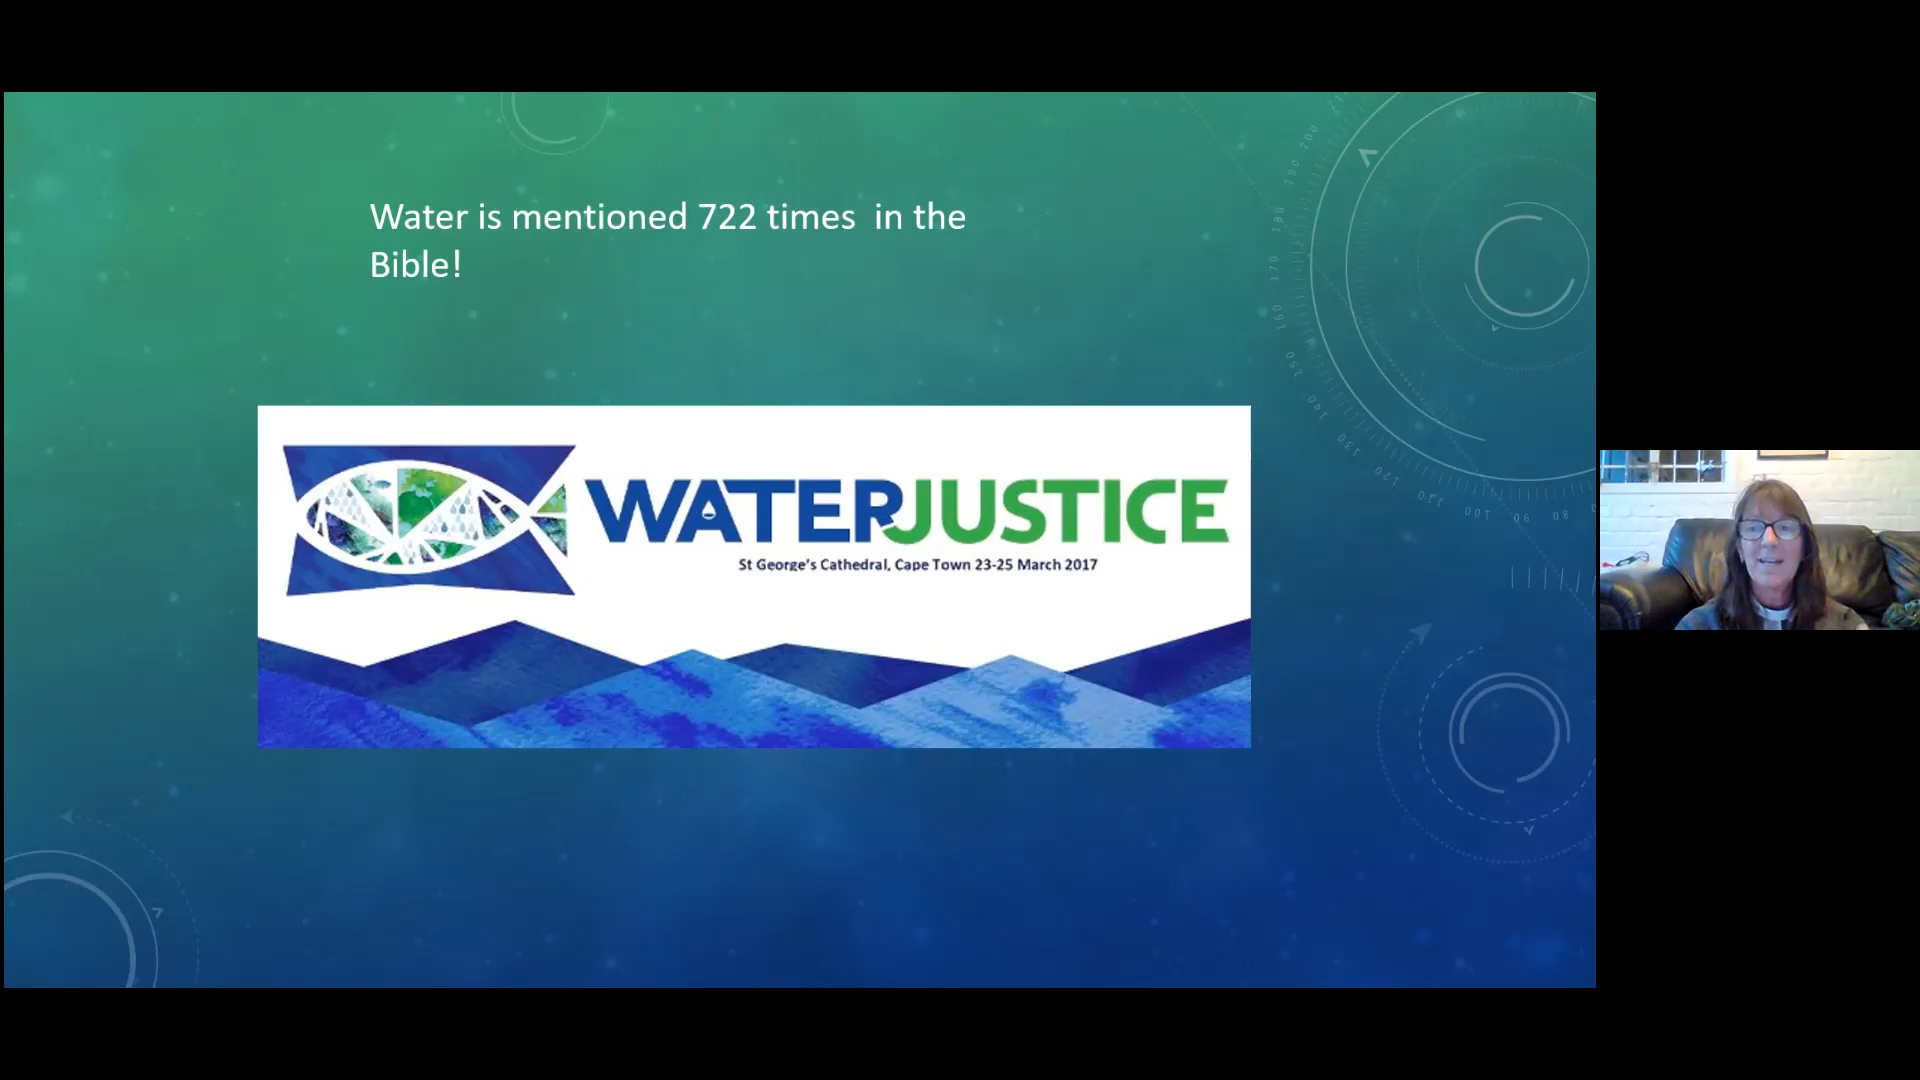 Water is mentioned 722 times  in the
Bible!
WATERJUSTICE
St George's Cathedral, Cape Town 23-25 March 2017